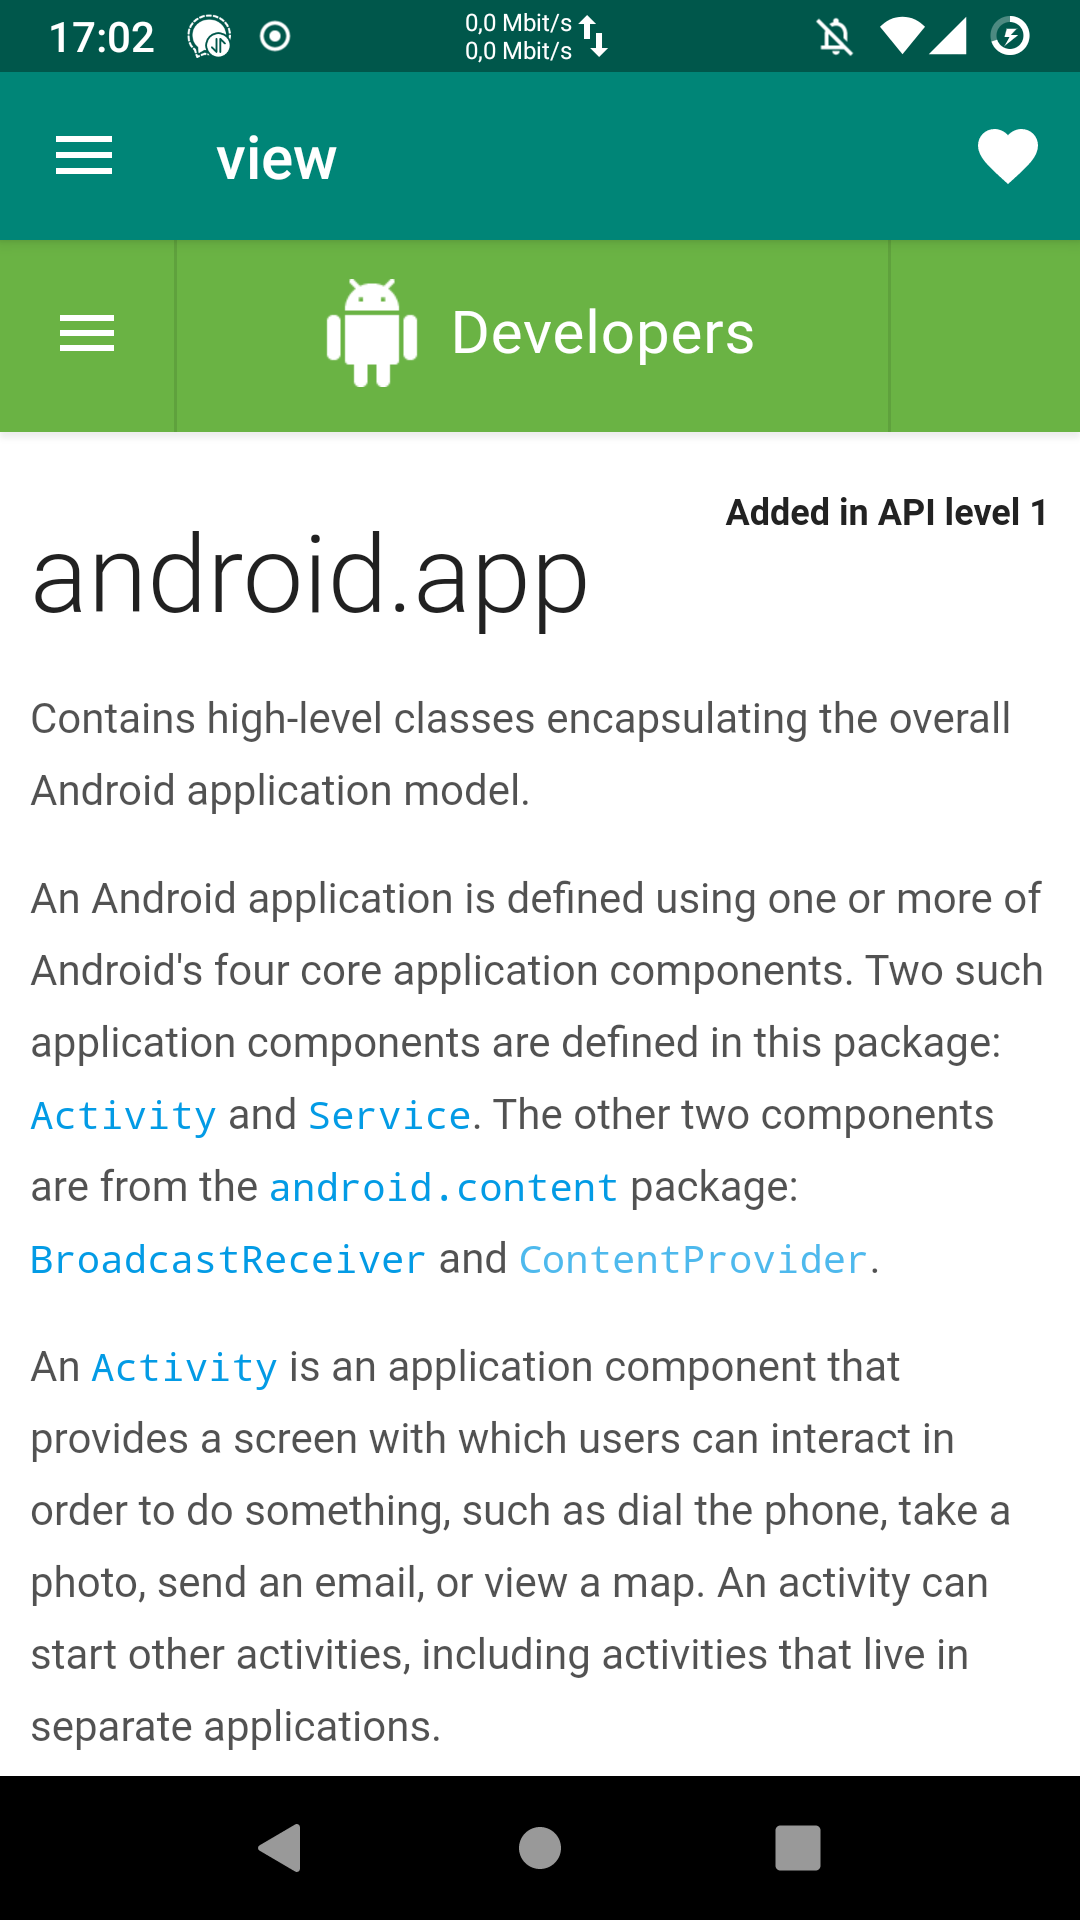 17:02
0,0 Mbit/s
0,0 Mbit/s
view
Developers
Added in API level 1
android.app
Contains high-level classes encapsulating the overall
Android application model.
An Android application is defined using one or more of
Android's four core application components. Two such
application components are defined in this package:
Activity and Service. The other two components
are from the android.content package:
BroadcastReceiver and ContentProvider.
An Activity is an application component that
provides a screen with which users can interact in
order to do something, such as dial the phone, take a
photo, send an email, or view a map. An activity can
start other activities, including activities that live in
separate applications.